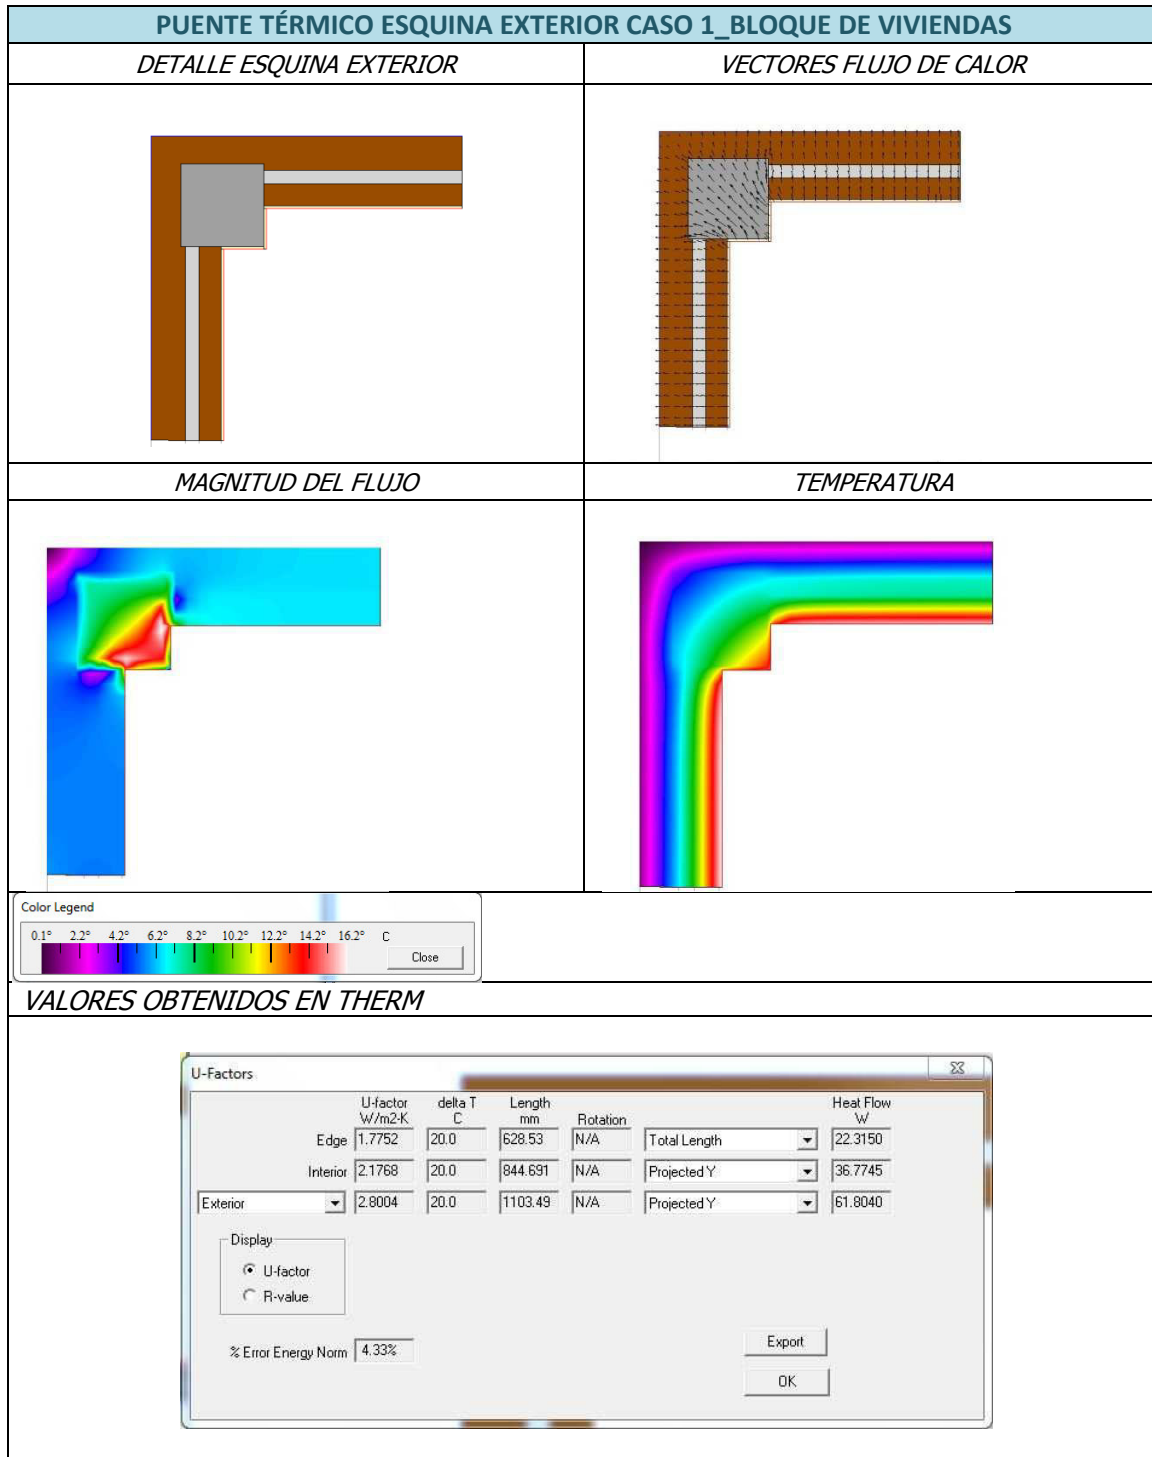 PUENTE TÉRMICO ESQUINA EXTERIOR CASO 1_BLOQUE DE VIVIENDAS
DETALLE ESQUINA EXTERIOR
VECTORES FLUJO DE CALOR
MAGNITUD DEL FLUJO
TEMPERATURA
Color Legend
0.1° 2.2° 4.2° 6.2° 8.2° 10.2° 12.2° 14.2° 16.2° C
Close
VALORES OBTENIDOS EN THERM
U-Factors
U-factor delta T Length Heat Flow
W/m2-K C mm Rotation W
Edge 1.7752 20.0 628.53 N/A Total Length 22.3150
Interior 2.1768 20.0 844.691 N/A Projected Y 36.7745
Exterior 2.8004 20.0 1103.49 N/A Projected Y 61.8040
Display
U-factor
R-value
% Error Energy Norm 4.33%
Export
OK